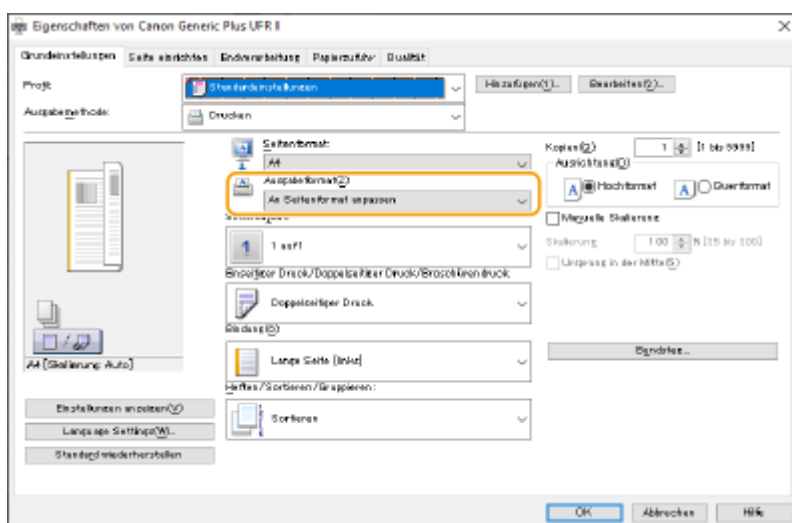 Eigenschaften von Canon Generic Plus UFR II
Grundeinstellungen Seite einrichten Endverarbeitung Papierzufuhr Qualität
Profil: Standardeinstellungen Hinzufügen(1)... Bearbeiten(2)...
Ausgabemethode: Drucken
Seitenformat:
A4
Ausgabeformat(Z)
An Seitenformat anpassen
1 auf 1
Einseitiger Druck/Doppelseitiger Druck/Broschürendruck:
Doppelseitiger Druck
Bindung(G)
Lange Seite [links]
Heften/Sortieren/Gruppieren:
Sortieren
Kopien(Q) 1 [1 bis 9999]
Ausrichtung(O)
A Hochformat A Querformat
Manuelle Skalierung
Skalierung: 100 % [25 bis 200]
Ursprung in der Mitte(S)
Bundsteg...
A4 [Skalierung: Auto]
Einstellungen anzeigen(V)
Language Settings(W)...
Standard wiederherstellen
OK Abbrechen Hilfe